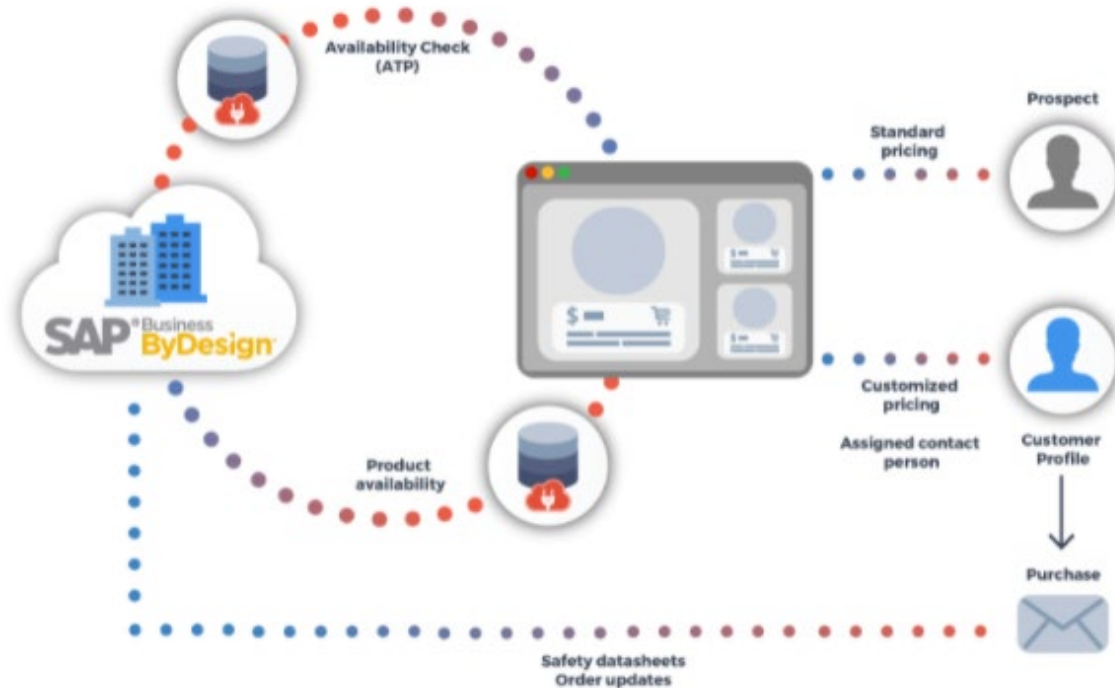 Availability Check
(ATP)
Prospect
Standard
pricing
SAP® Business
ByDesign
$
$
$
Customized
pricing
Assigned contact
person
Customer
Profile
Product
availability
Purchase
Safety datasheets
Order updates